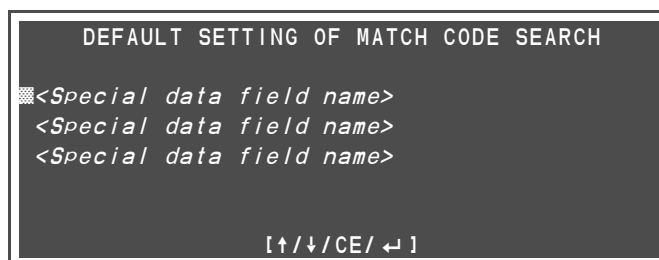 DEFAULT SETTING OF MATCH CODE SEARCH
<Special data field name>
<Special data field name>
<Special data field name>
[↑/↓/CE/ ↵ ]